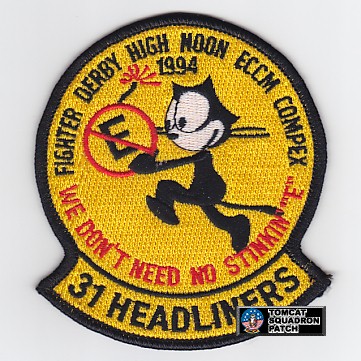 FIGHTER DERBY HIGH NOON ECCM COMPEX
1994
E
"WE DON'T NEED NO STINKIN' "E"
31 HEADLINERS
TOMCAT
SQUADRON
PATCH